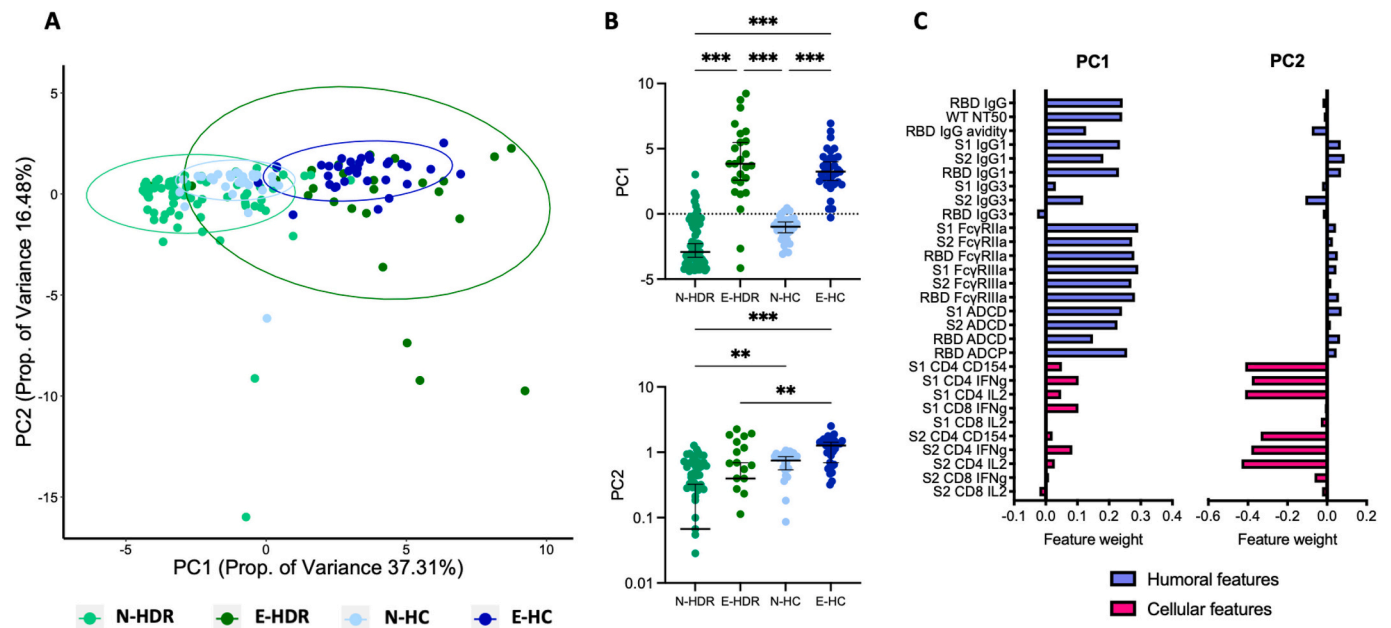 A
PC2 (Prop. of Variance 16.48%)
5
0
-5
-10
-15
-5
0
5
10
PC1 (Prop. of Variance 37.31%)
N-HDR
E-HDR
N-HC
E-HC
B
***
*** *** ***
PC1
10
5
0
-5
N-HDR E-HDR N-HC E-HC
***
**
**
PC2
10
1
0.1
0.01
N-HDR E-HDR N-HC E-HC
C
PC1 PC2
RBD IgG
WT NT50
RBD IgG avidity
S1 IgG1
S2 IgG1
RBD IgG1
S1 IgG3
S2 IgG3
RBD IgG3
S1 FcγRIIa
S2 FcγRIIa
RBD FcγRIIa
S1 FcγRIIIa
S2 FcγRIIIa
RBD FcγRIIIa
S1 ADCD
S2 ADCD
RBD ADCD
RBD ADCP
S1 CD4 CD154
S1 CD4 IFNg
S1 CD4 IL2
S1 CD8 IFNg
S1 CD8 IL2
S2 CD4 CD154
S2 CD4 IFNg
S2 CD4 IL2
S2 CD8 IFNg
S2 CD8 IL2
-0.1 0.0 0.1 0.2 0.3 0.4
Feature weight
-0.6 -0.4 -0.2 0.0 0.2
Feature weight
Humoral features
Cellular features